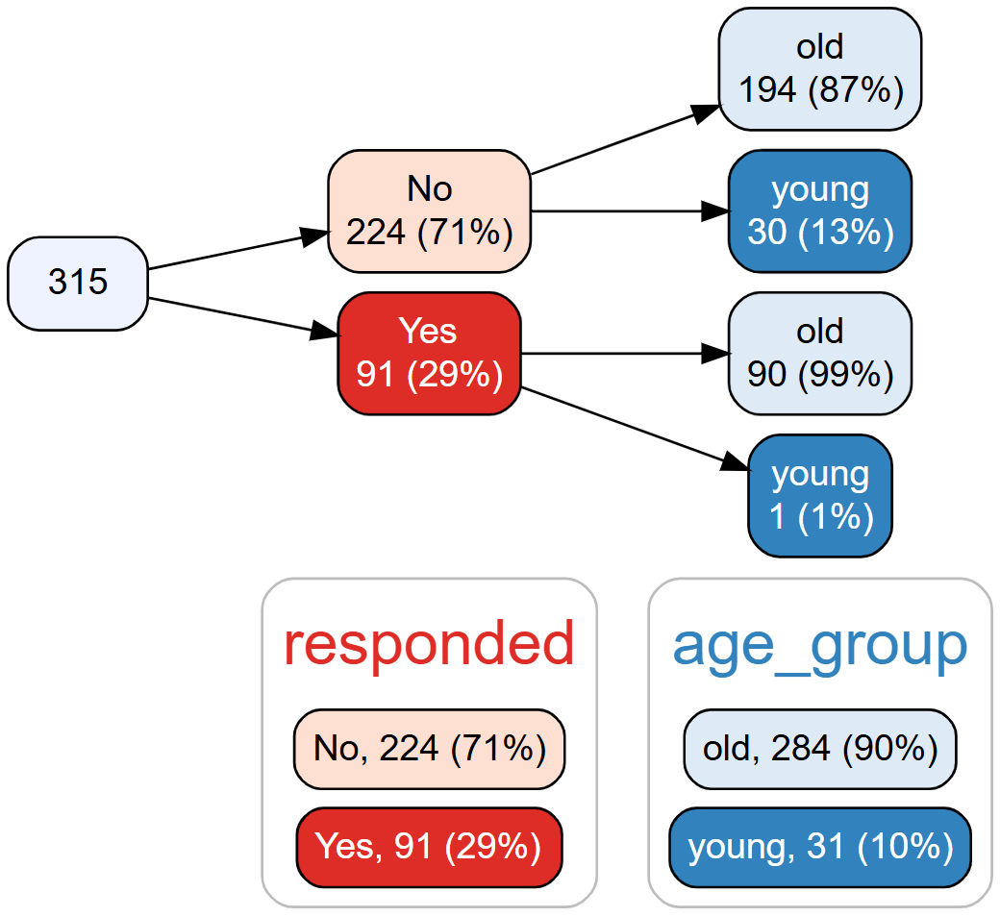 315
No
224 (71%)
Yes
91 (29%)
old
194 (87%)
young
30 (13%)
old
90 (99%)
young
1 (1%)
responded
No, 224 (71%)
Yes, 91 (29%)
age_group
old, 284 (90%)
young, 31 (10%)